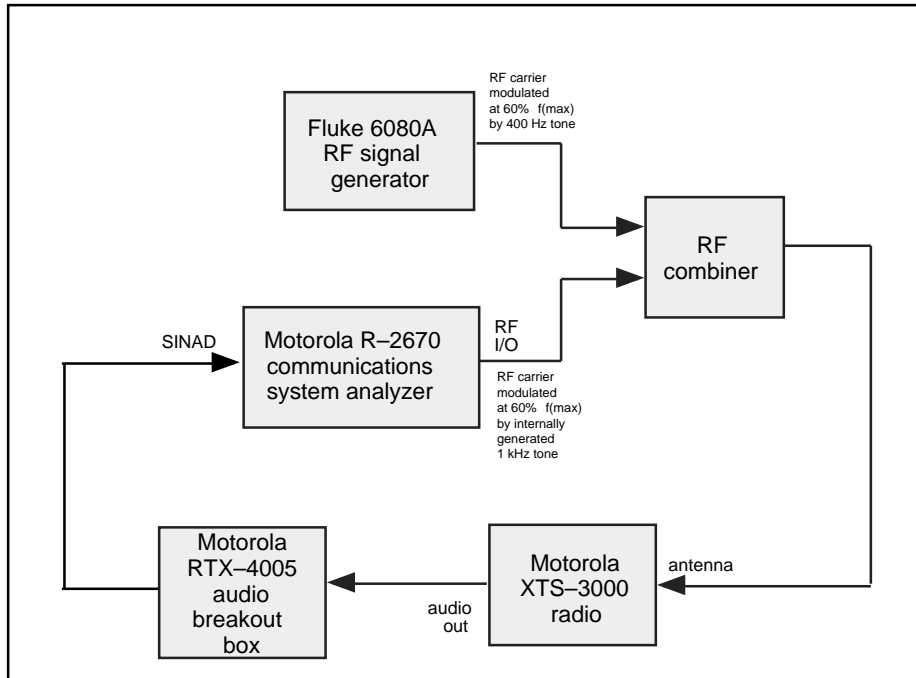 Fluke 6080A
RF signal
generator
RF carrier
modulated
at 60% f(max)
by 400 Hz tone
RF
combiner
SINAD
Motorola R–2670
communications
system analyzer
RF
I/O
RF carrier
modulated
at 60% f(max)
by internally
generated
1 kHz tone
Motorola
RTX–4005
audio
breakout
box
audio
out
Motorola
XTS–3000
radio
antenna